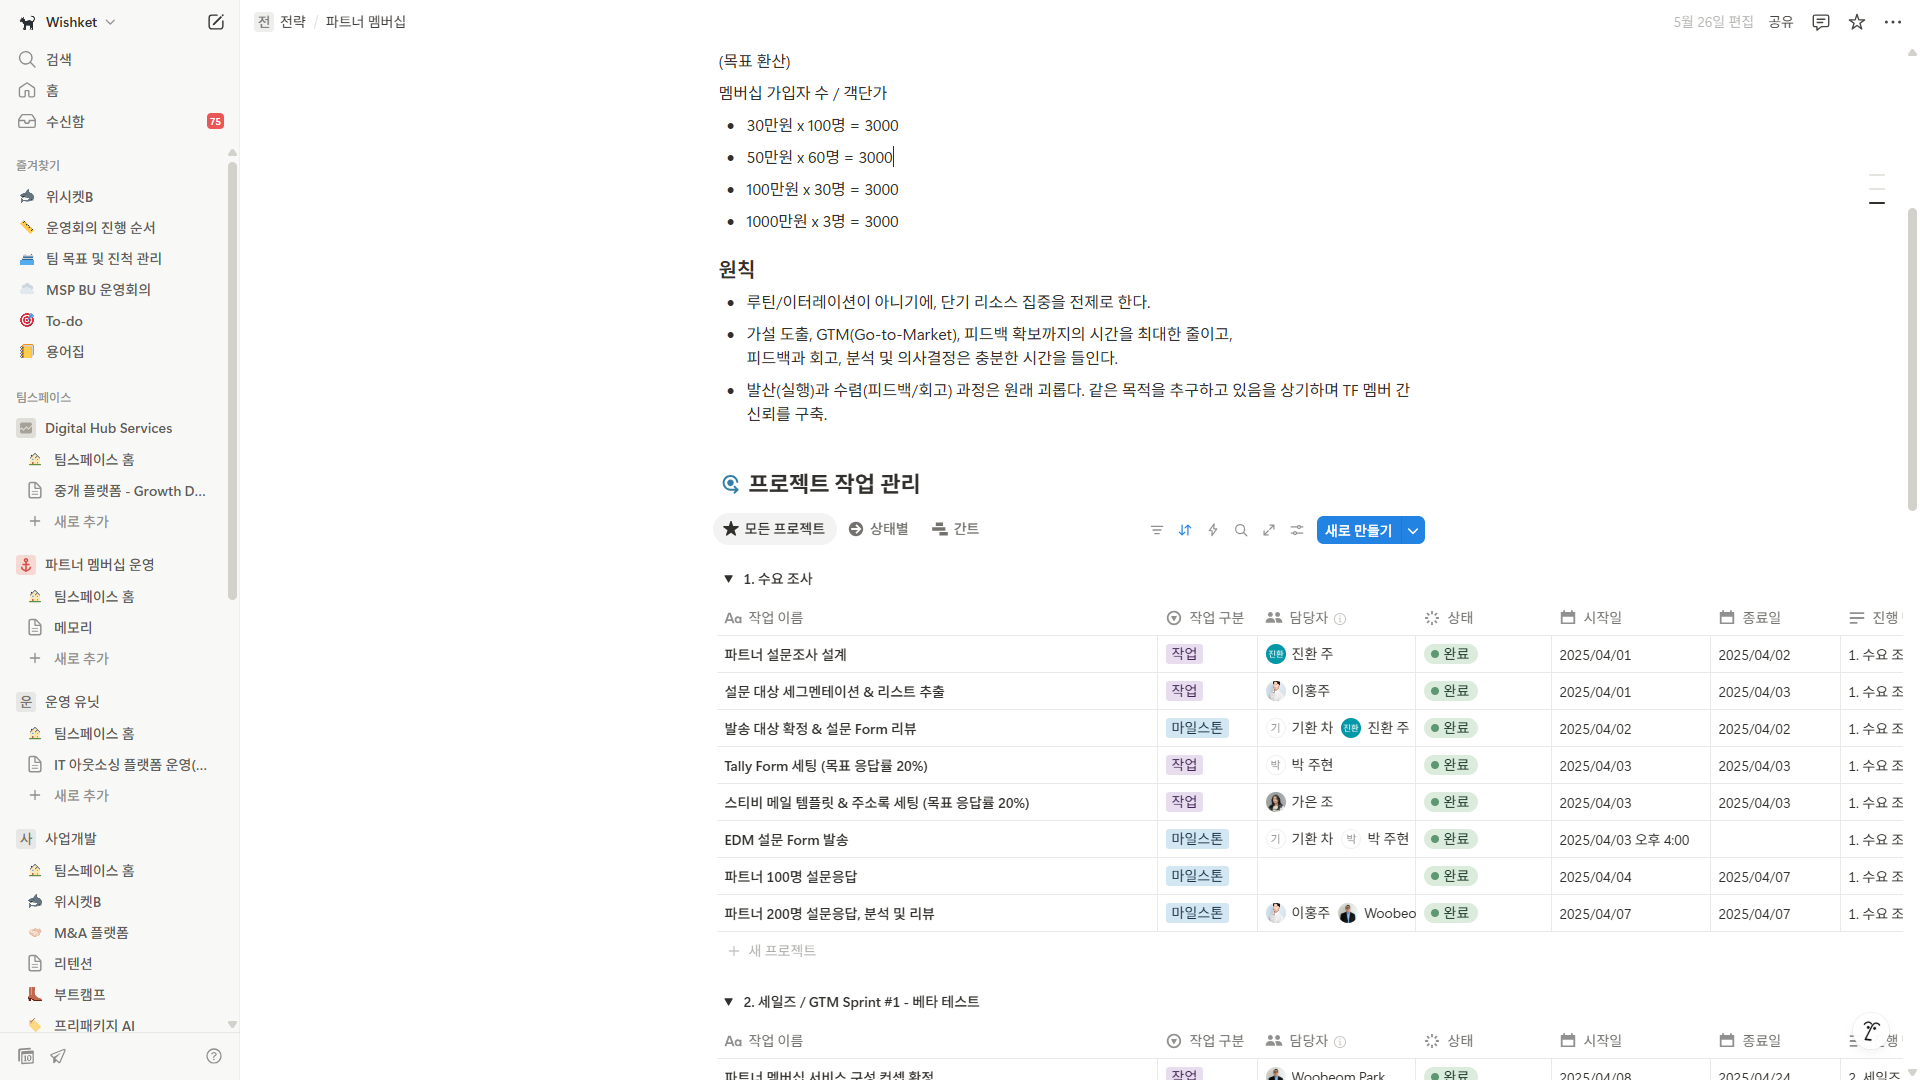 Wishket
전 전략 / 파트너 멤버십
5월 26일 편집 공유
검색
홈
수신함 75
즐겨찾기
위시켓B
운영회의 진행 순서
팀 목표 및 진척 관리
MSP BU 운영회의
To-do
용어집
팀스페이스
Digital Hub Services
팀스페이스 홈
중개 플랫폼 - Growth D...
새로 추가
파트너 멤버십 운영
팀스페이스 홈
메모리
새로 추가
운 운영 유닛
팀스페이스 홈
IT 아웃소싱 플랫폼 운영(...
새로 추가
사 사업개발
팀스페이스 홈
위시켓B
M&A 플랫폼
리텐션
부트캠프
프리패키지 AI
(목표 환산)
멤버십 가입자 수 / 객단가
30만원 x 100명 = 3000
50만원 x 60명 = 3000
100만원 x 30명 = 3000
1000만원 x 3명 = 3000
원칙
루틴/이터레이션이 아니기에, 단기 리소스 집중을 전제로 한다.
가설 도출, GTM(Go-to-Market), 피드백 확보까지의 시간을 최대한 줄이고,
피드백과 회고, 분석 및 의사결정은 충분한 시간을 들인다.
발산(실행)과 수렴(피드백/회고) 과정은 원래 괴롭다. 같은 목적을 추구하고 있음을 상기하며 TF 멤버 간
신뢰를 구축.
프로젝트 작업 관리
모든 프로젝트 상태별 간트 새로 만들기
1. 수요 조사
Aa 작업 이름 작업 구분 담당자 상태 시작일 종료일 진행
파트너 설문조사 설계 작업 진환 진환 주 완료 2025/04/01 2025/04/02 1. 수요 조
설문 대상 세그멘테이션 & 리스트 추출 작업 이홍주 완료 2025/04/01 2025/04/03 1. 수요 조
발송 대상 확정 & 설문 Form 리뷰 마일스톤 기 기환 차 진환 진환 주 완료 2025/04/02 2025/04/02 1. 수요 조
Tally Form 세팅 (목표 응답률 20%) 작업 박 박 주현 완료 2025/04/03 2025/04/03 1. 수요 조
스티비 메일 템플릿 & 주소록 세팅 (목표 응답률 20%) 작업 가은 조 완료 2025/04/03 2025/04/03 1. 수요 조
EDM 설문 Form 발송 마일스톤 기 기환 차 박 박 주현 완료 2025/04/03 오후 4:00 1. 수요 조
파트너 100명 설문응답 마일스톤 완료 2025/04/04 2025/04/07 1. 수요 조
파트너 200명 설문응답, 분석 및 리뷰 마일스톤 이홍주 Woobeo 완료 2025/04/07 2025/04/07 1. 수요 조
새 프로젝트
2. 세일즈 / GTM Sprint #1 - 베타 테스트
Aa 작업 이름 작업 구분 담당자 상태 시작일 종료일 진행
파트너 멤버십 서비스 구성 컨셉 확정 작업 Woobeom Park 완료 2025/04/08 2025/04/24 2. 세일즈